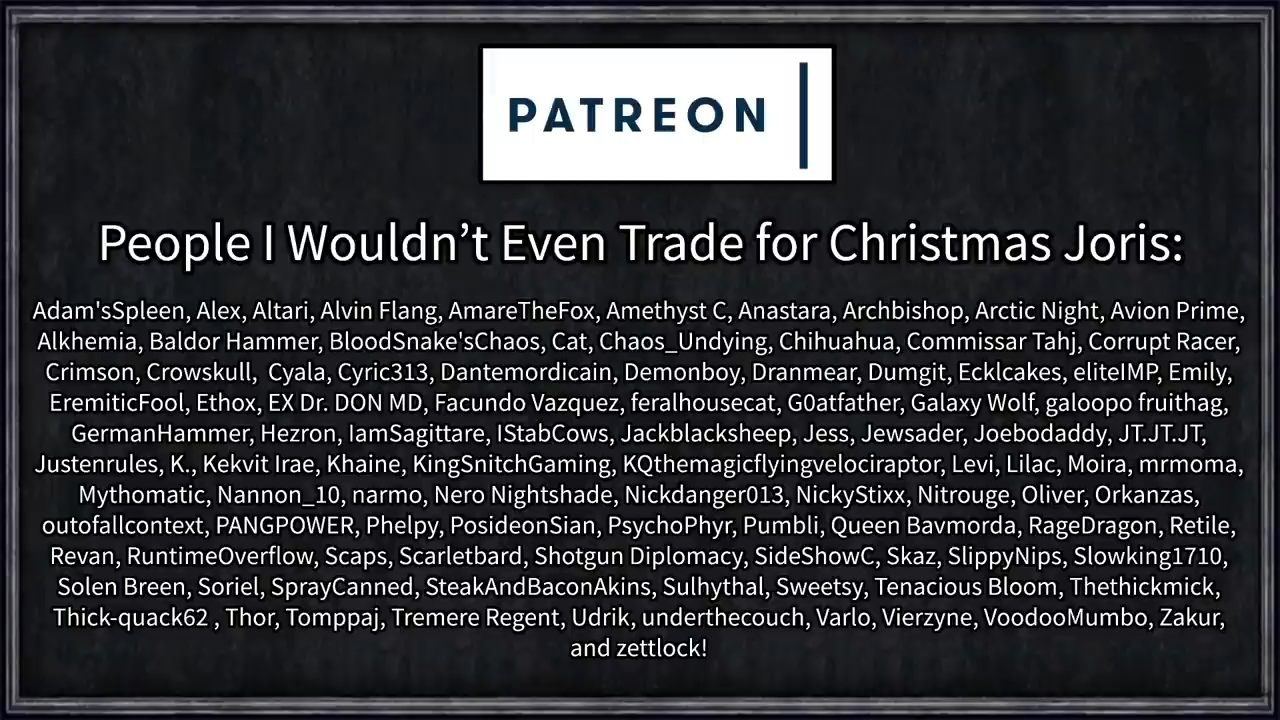 PATREON
People I Wouldn’t Even Trade for Christmas Joris:
Adam'sSpleen, Alex, Altari, Alvin Flang, AmareTheFox, Amethyst C, Anastara, Archbishop, Arctic Night, Avion Prime,
Alkhemia, Baldor Hammer, BloodSnake'sChaos, Cat, Chaos_Undying, Chihuahua, Commissar Tahj, Corrupt Racer,
Crimson, Crowskull, Cyala, Cyric313, Dantemordicain, Demonboy, Dranmear, Dumgit, Ecklcakes, eliteIMP, Emily,
EremiticFool, Ethox, EX Dr. DON MD, Facundo Vazquez, feralhousecat, G0atfather, Galaxy Wolf, galoopo fruithag,
GermanHammer, Hezron, IamSagittare, IStabCows, Jackblacksheep, Jess, Jewsader, Joebodaddy, JT.JT.JT,
Justenrules, K., Kekvit Irae, Khaine, KingSnitchGaming, KQthemagicflyingvelociraptor, Levi, Lilac, Moira, mrmoma,
Mythomatic, Nannon_10, narmo, Nero Nightshade, Nickdanger013, NickyStixx, Nitrouge, Oliver, Orkanzas,
outofallcontext, PANGPOWER, Phelpy, PosideonSian, PsychoPhyr, Pumbli, Queen Bavmorda, RageDragon, Retile,
Revan, RuntimeOverflow, Scaps, Scarletbard, Shotgun Diplomacy, SideShowC, Skaz, SlippyNips, Slowking1710,
Solen Breen, Soriel, SprayCanned, SteakAndBaconAkins, Sulhythal, Sweetsy, Tenacious Bloom, Thethickmick,
Thick-quack62 , Thor, Tomppaj, Tremere Regent, Udrik, underthecouch, Varlo, Vierzyne, VoodooMumbo, Zakur,
and zettlock!